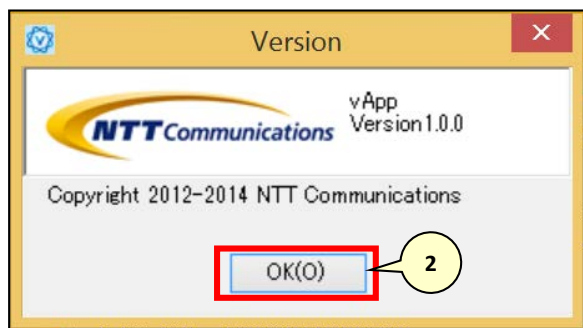 Version
NTT Communications
vApp
Version1.0.0
Copyright 2012-2014 NTT Communications
OK(O)
2